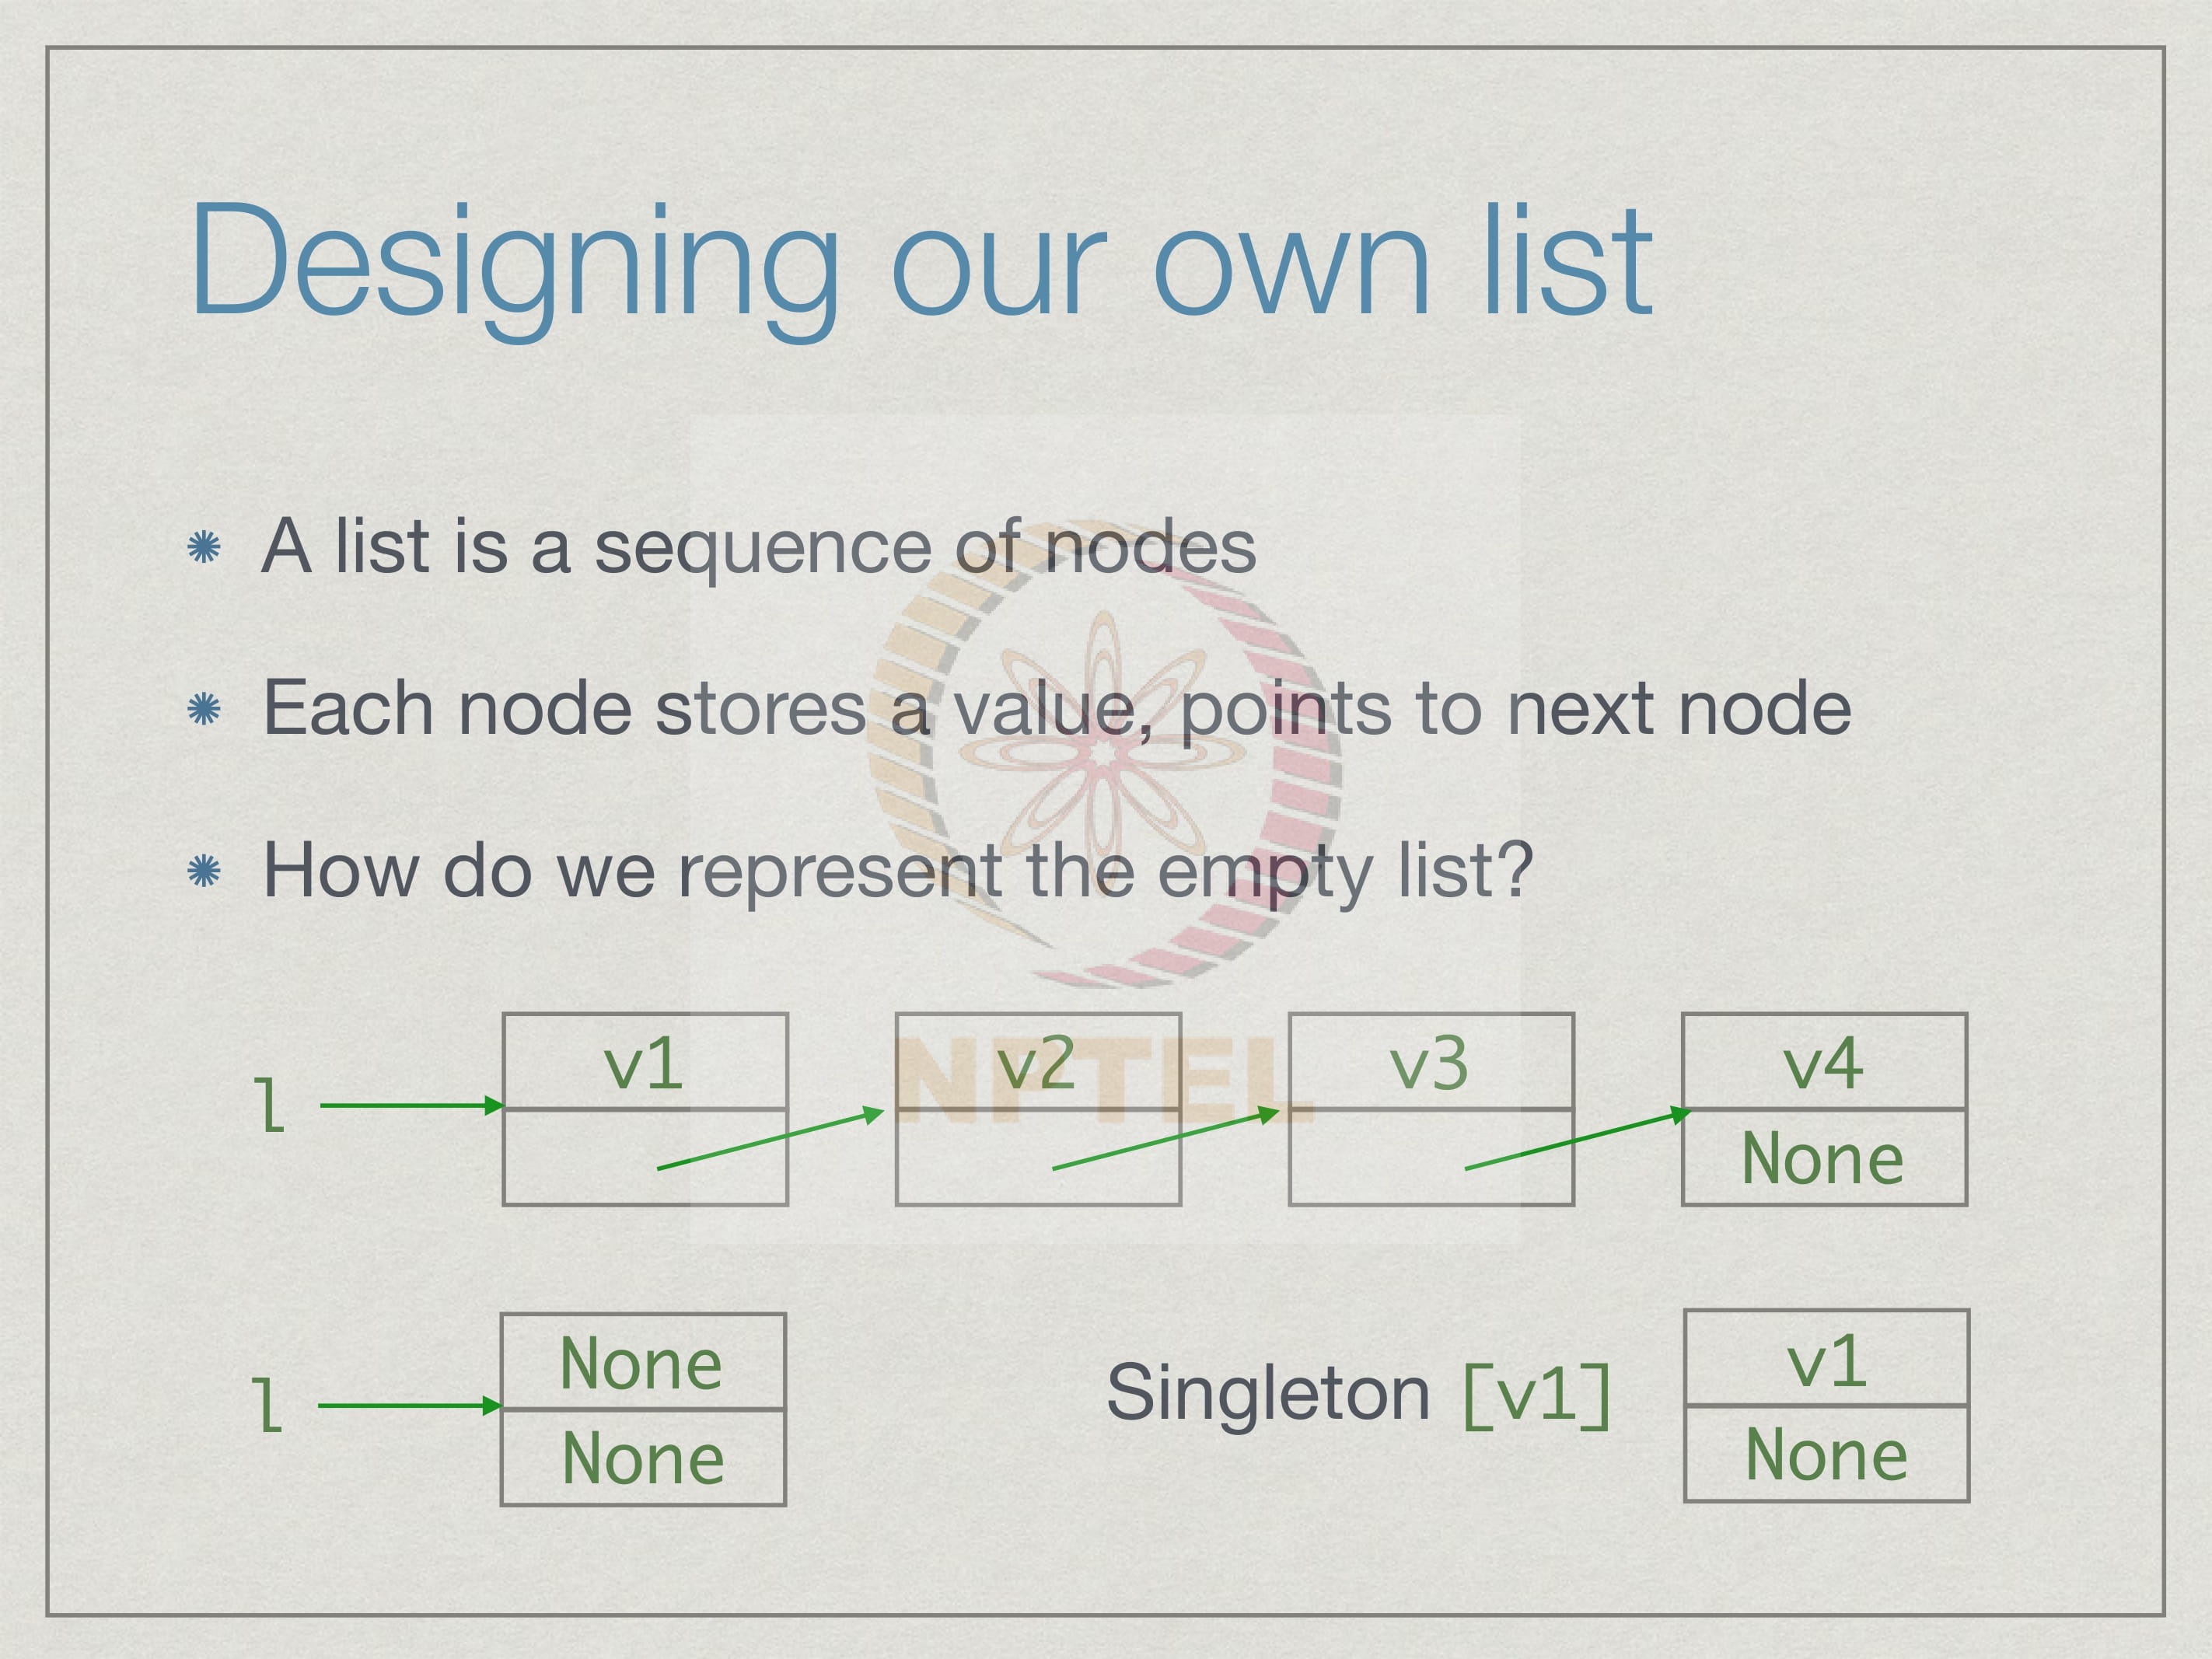 Designing our own list
A list is a sequence of nodes
Each node stores a value, points to next node
How do we represent the empty list?
l v1 v2 v3 v4
None
NPTEL
l None
None
Singleton [v1] v1
None